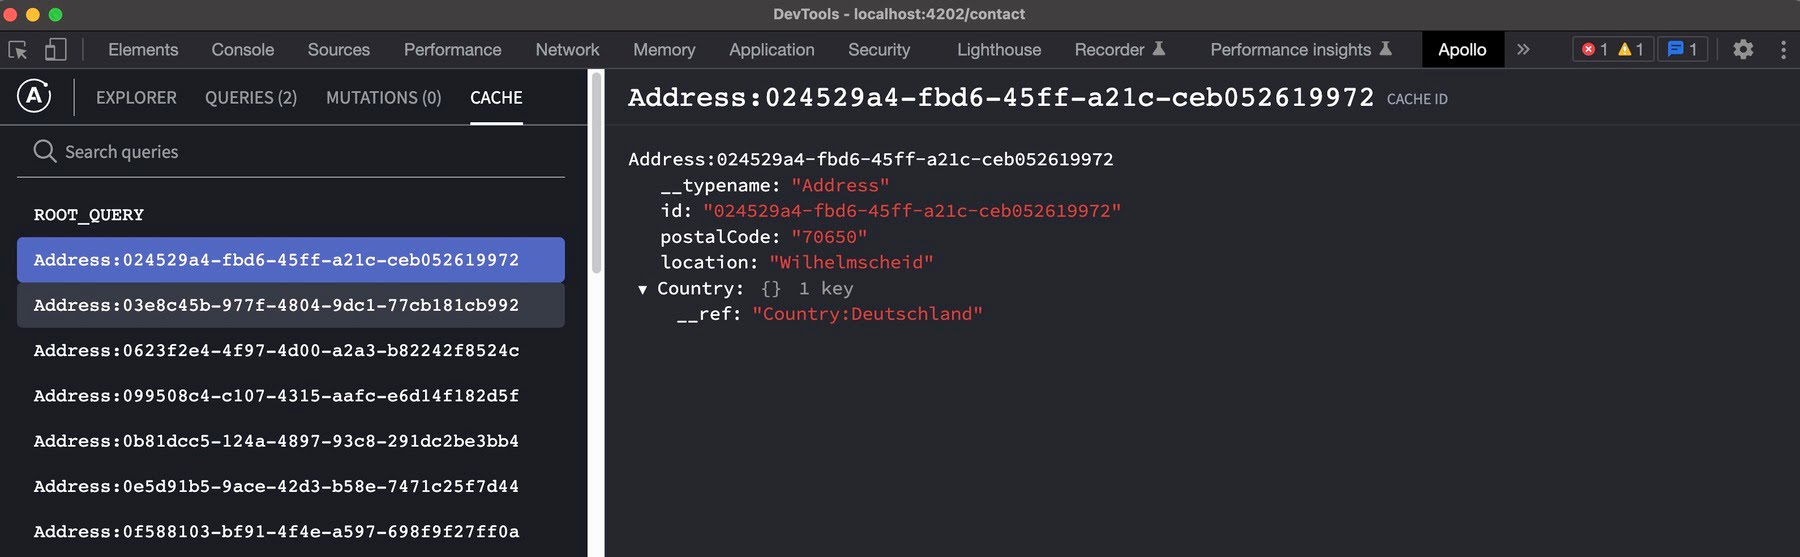 DevTools - localhost:4202/contact
Elements Console Sources Performance Network Memory Application Security Lighthouse Recorder Performance insights Apollo » 1 1 1
A EXPLORER QUERIES (2) MUTATIONS (0) CACHE
Search queries
ROOT_QUERY
Address:024529a4-fbd6-45ff-a21c-ceb052619972
Address:03e8c45b-977f-4804-9dc1-77cb181cb992
Address:0623f2e4-4f97-4d00-a2a3-b82242f8524c
Address:099508c4-c107-4315-aafc-e6d14f182d5f
Address:0b81dcc5-124a-4897-93c8-291dc2be3bb4
Address:0e5d91b5-9ace-42d3-b58e-7471c25f7d44
Address:0f588103-bf91-4f4e-a597-698f9f27ff0a
Address:024529a4-fbd6-45ff-a21c-ceb052619972 CACHE ID
Address:024529a4-fbd6-45ff-a21c-ceb052619972
__typename: "Address"
id: "024529a4-fbd6-45ff-a21c-ceb052619972"
postalCode: "70650"
location: "Wilhelmscheid"
▼ Country: {} 1 key
__ref: "Country:Deutschland"